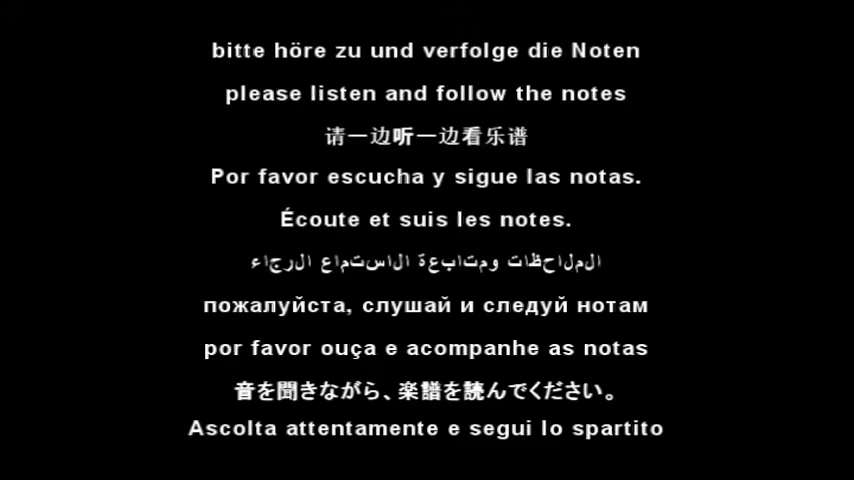 bitte höre zu und verfolge die Noten
please listen and follow the notes
请一边听一边看乐谱
Por favor escucha y sigue las notas.
Écoute et suis les notes.
الملاحظات ومتابعة الاستماع الرجاء
пожалуйста, слушай и следуй нотам
por favor ouça e acompanhe as notas
音を聞きながら、楽譜を読んでください。
Ascolta attentamente e segui lo spartito